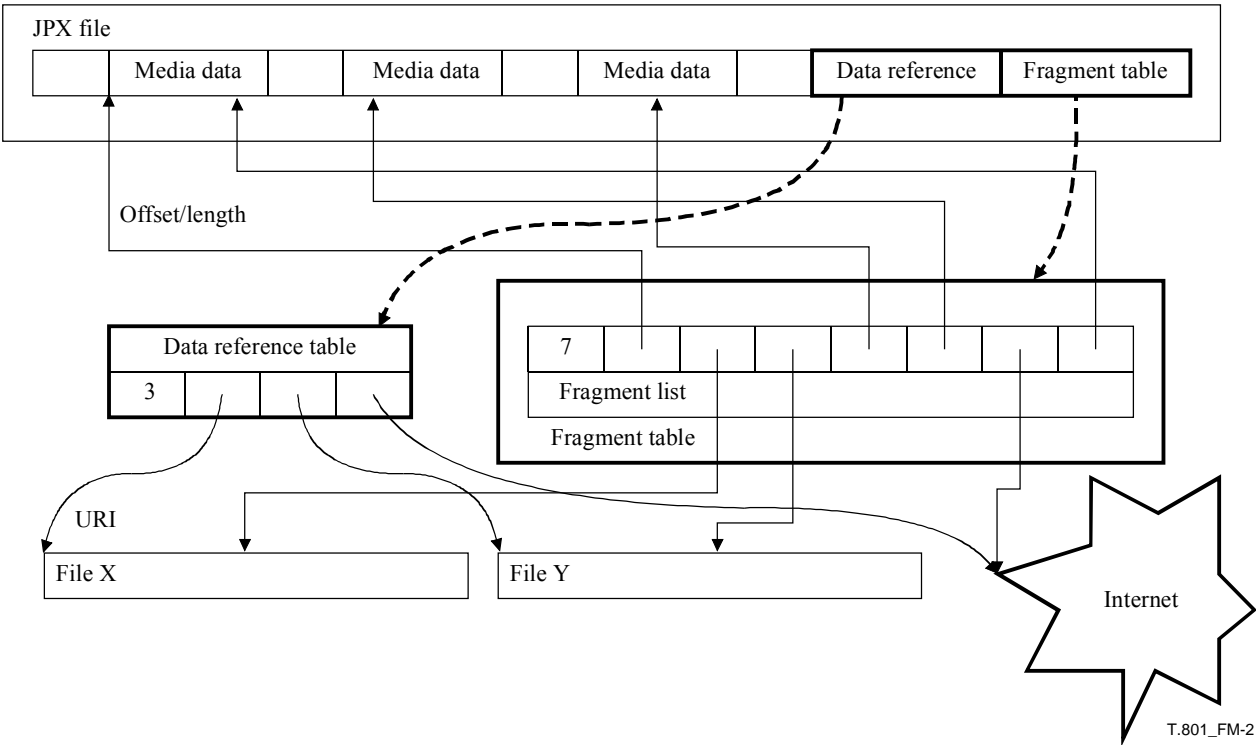 JPX file
Media data
Media data
Media data
Data reference
Fragment table
Offset/length
Data reference table
3
7
Fragment list
Fragment table
URI
File X
File Y
Internet
T.801_FM-2